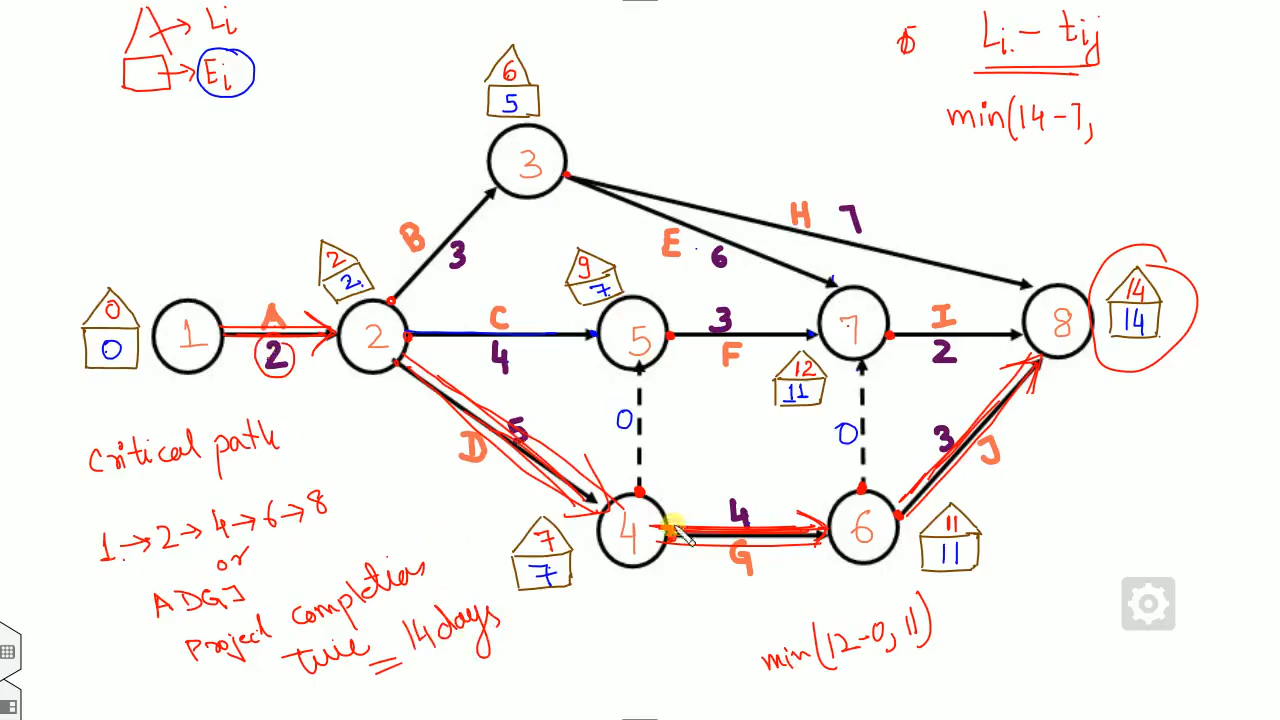 Li
Ei
Li - tij
min(14-7,
6
5
3
B
3
H
7
E
6
2
2
9
7
0
0
1
A
2
2
C
4
5
3
F
7
I
2
8
14
14
12
11
0
0
D
5
3
J
Critical path
1 → 2 → 4 → 6 → 8
or
ADGJ
Project completion
time = 14 days
7
7
4
4
G
6
11
11
min(12-0, 11)